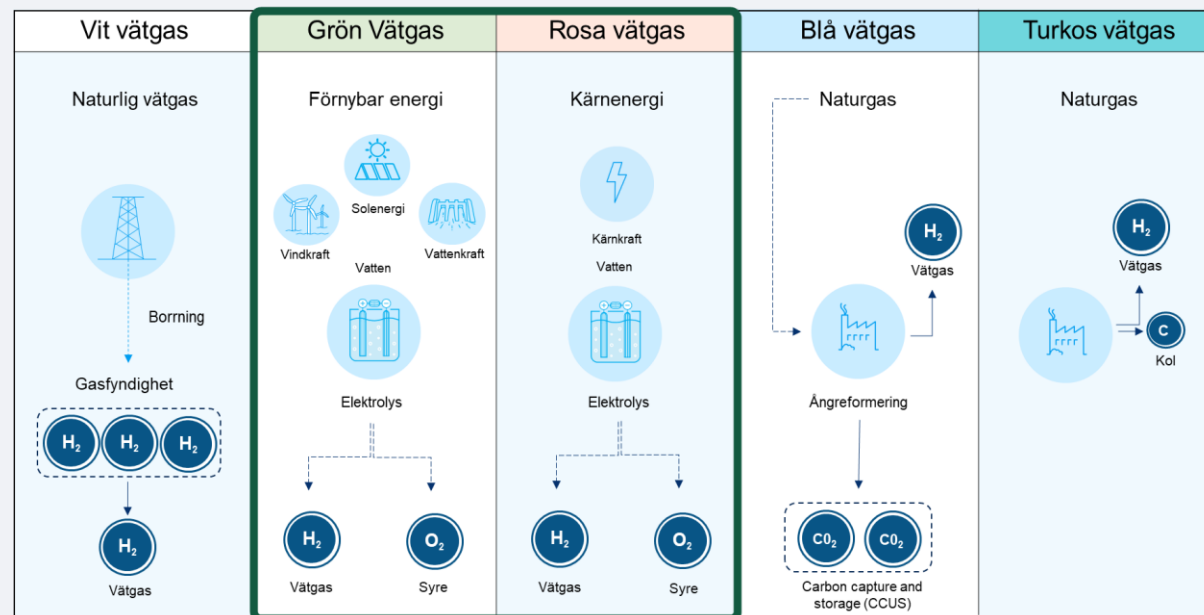 Vit vätgas
Naturlig vätgas
Borrning
Gasfyndighet
H2 H2 H2
H2
Vätgas
Grön Vätgas
Förnybar energi
Solenergi
Vindkraft
Vattenkraft
Vatten
Elektrolys
H2
O2
Vätgas
Syre
Rosa vätgas
Kärnenergi
Kärnkraft
Vatten
Elektrolys
H2
O2
Vätgas
Syre
Blå vätgas
Naturgas
H2
Vätgas
Ångreformering
C02 C02
Carbon capture and
storage (CCUS)
Turkos vätgas
Naturgas
H2
Vätgas
C
Kol